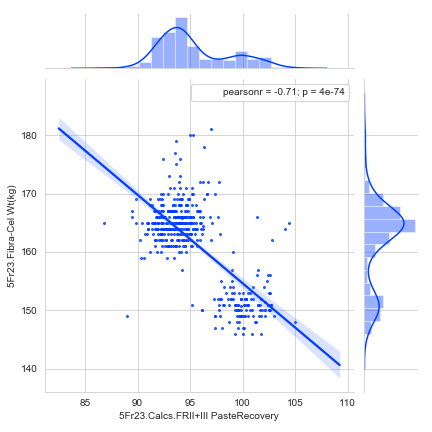 pearsonr = -0.71; p = 4e-74
5Fr23.Fibra-Cel Wt(kg)
180
170
160
150
140
85 90 95 100 105 110
5Fr23.Calcs.FRII+III PasteRecovery